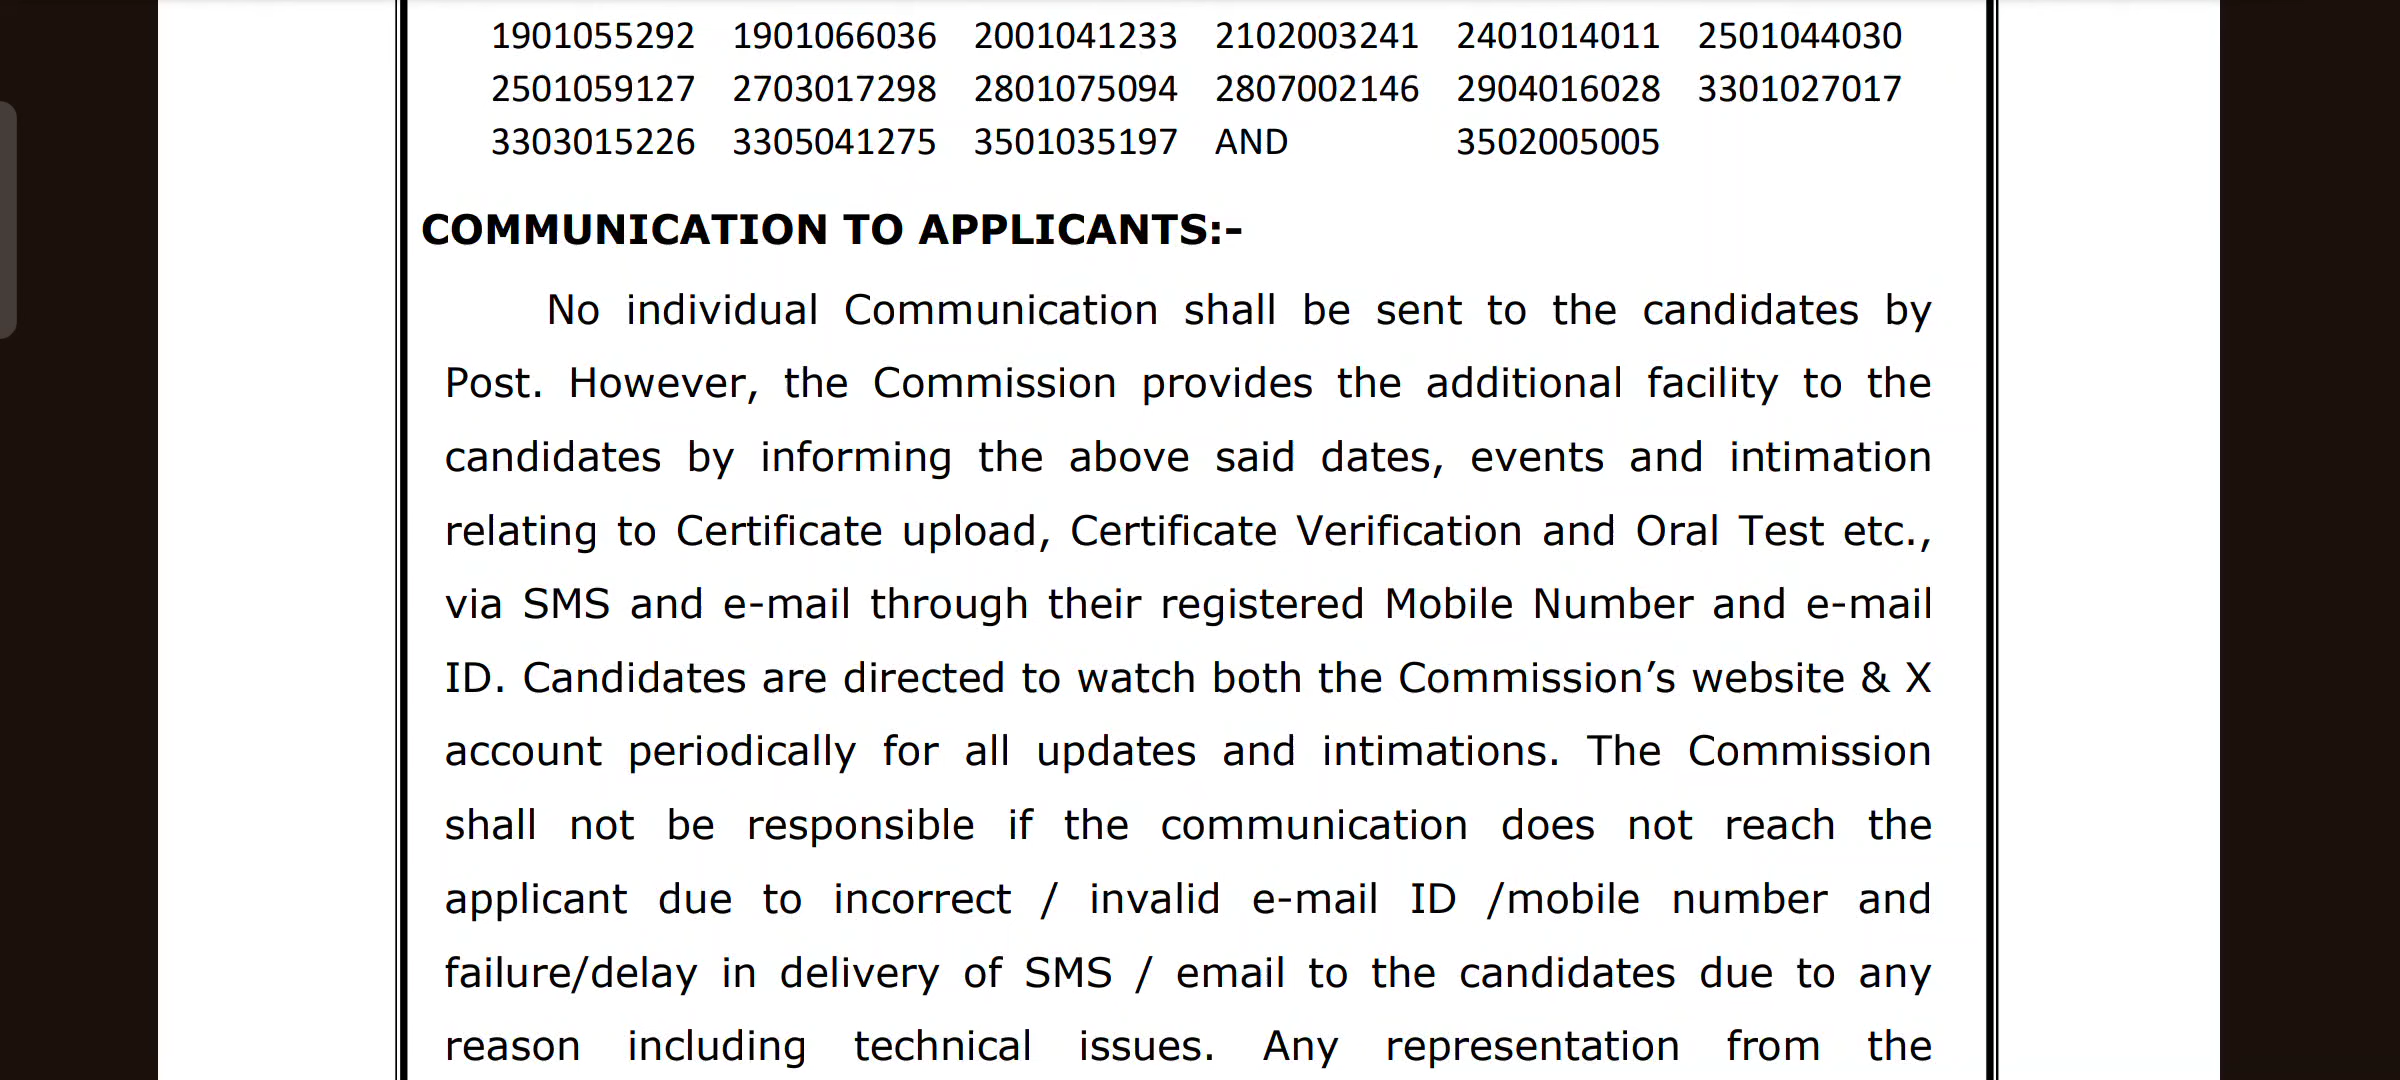 1901055292 1901066036 2001041233 2102003241 2401014011 2501044030
2501059127 2703017298 2801075094 2807002146 2904016028 3301027017
3303015226 3305041275 3501035197 AND 3502005005
COMMUNICATION TO APPLICANTS:-
No individual Communication shall be sent to the candidates by
Post. However, the Commission provides the additional facility to the
candidates by informing the above said dates, events and intimation
relating to Certificate upload, Certificate Verification and Oral Test etc.,
via SMS and e-mail through their registered Mobile Number and e-mail
ID. Candidates are directed to watch both the Commission’s website & X
account periodically for all updates and intimations. The Commission
shall not be responsible if the communication does not reach the
applicant due to incorrect / invalid e-mail ID /mobile number and
failure/delay in delivery of SMS / email to the candidates due to any
reason including technical issues. Any representation from the